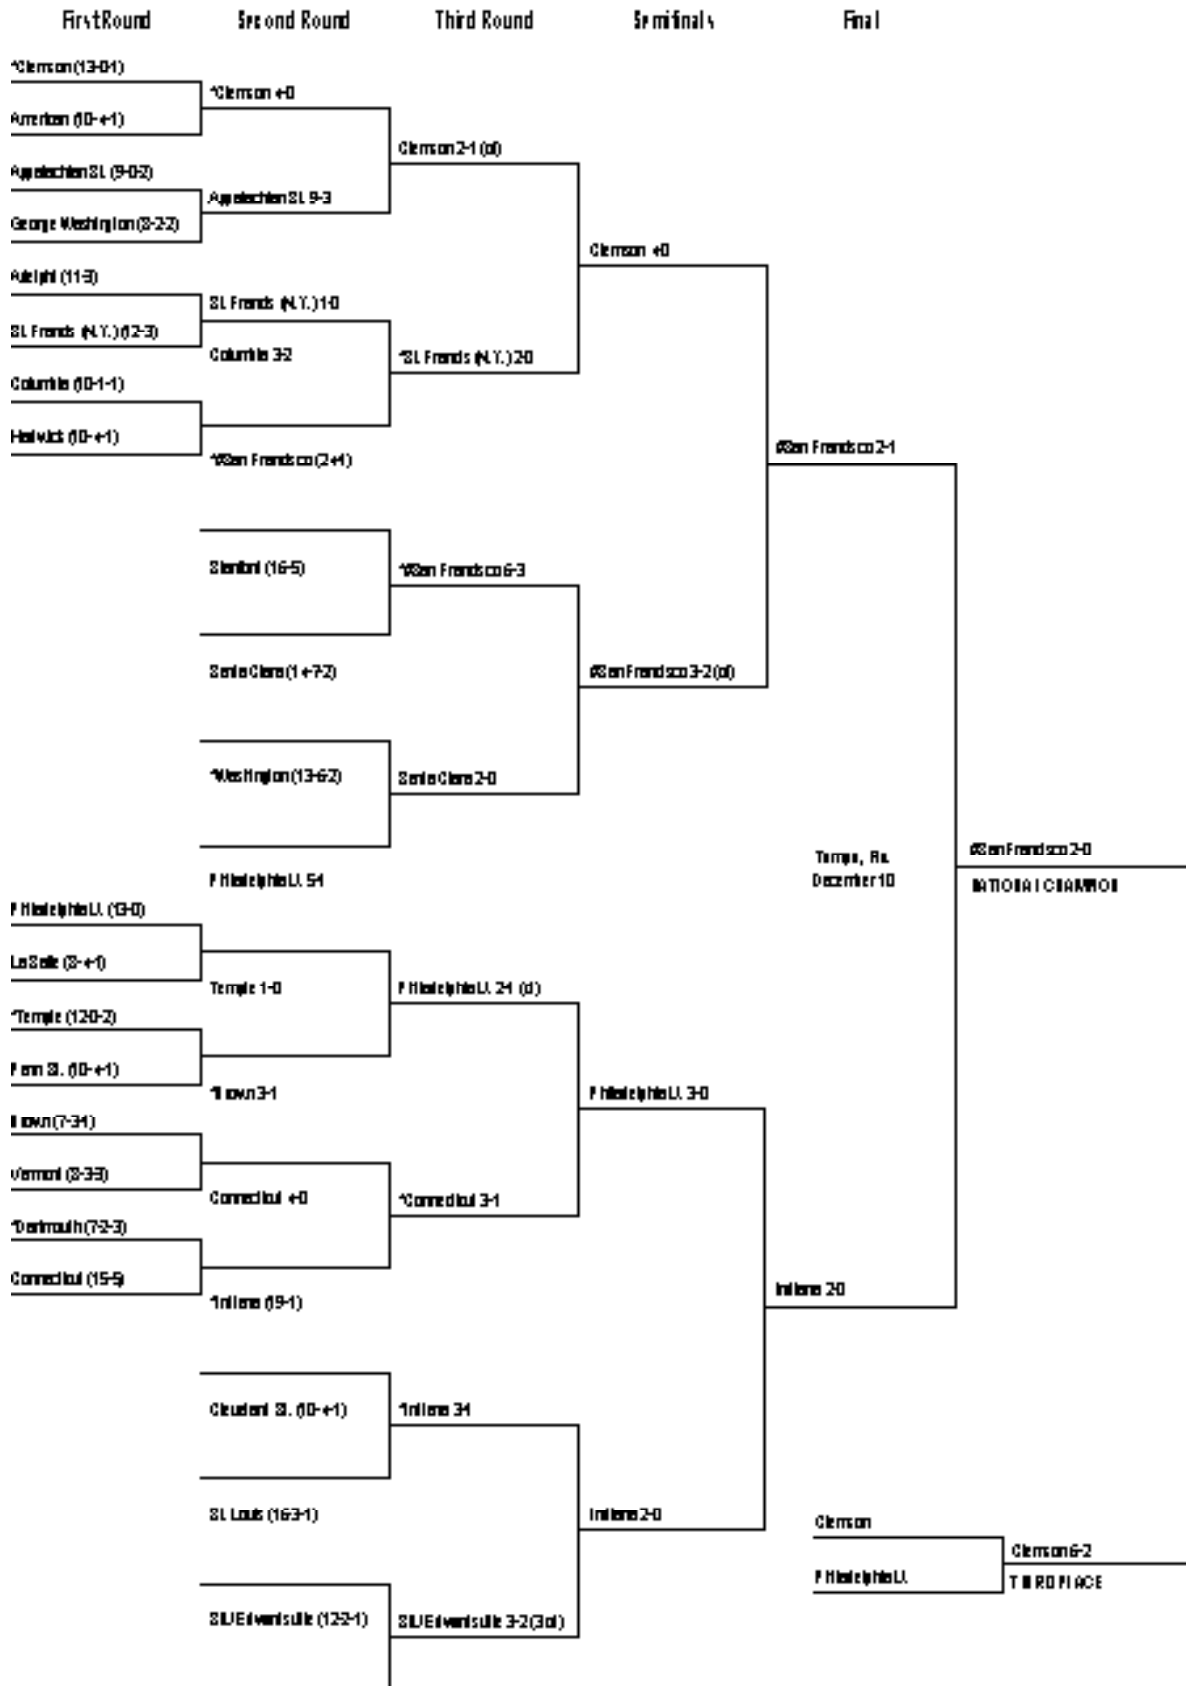 First Round
Second Round
Third Round
Semifinals
Final
*Clemson (13-0-1)
American (10-4-1)
Appalachian St. (9-0-2)
George Washington (8-2-2)
Adelphi (11-3)
St. Francis (N.Y.) (12-3)
Columbia (10-1-1)
Hartwick (10-4-1)
*Clemson 4-0
Appalachian St. 9-3
St. Francis (N.Y.) 1-0
Columbia 3-2
*#San Francisco (24-1)
Stanford (16-5)
Santa Clara (14-7-2)
*Washington (13-6-2)
Philadelphia U. 5-1
Clemson 2-1 (ot)
*St. Francis (N.Y.) 2-0
*#San Francisco 6-3
Santa Clara 2-0
Clemson 4-0
#San Francisco 3-2 (ot)
#San Francisco 2-1
Tampa, Fla.
December 10
#San Francisco 2-0
NATIONAL CHAMPION
Philadelphia U. (13-0)
La Salle (8-4-1)
*Temple (12-0-2)
Penn St. (10-4-1)
Brown (7-3-1)
Vermont (8-3-3)
*Dartmouth (7-2-3)
Connecticut (15-5)
Temple 1-0
*Brown 3-1
Connecticut 4-0
*Indiana (19-1)
Cleveland St. (10-4-1)
St. Louis (16-3-1)
SIU Edwardsville (12-2-1)
Philadelphia U. 2-1 (ot)
*Connecticut 3-1
*Indiana 3-1
SIU Edwardsville 3-2 (3 ot)
Philadelphia U. 3-0
Indiana 2-0
Indiana 2-0
Clemson
Philadelphia U.
Clemson 6-2
THIRD PLACE